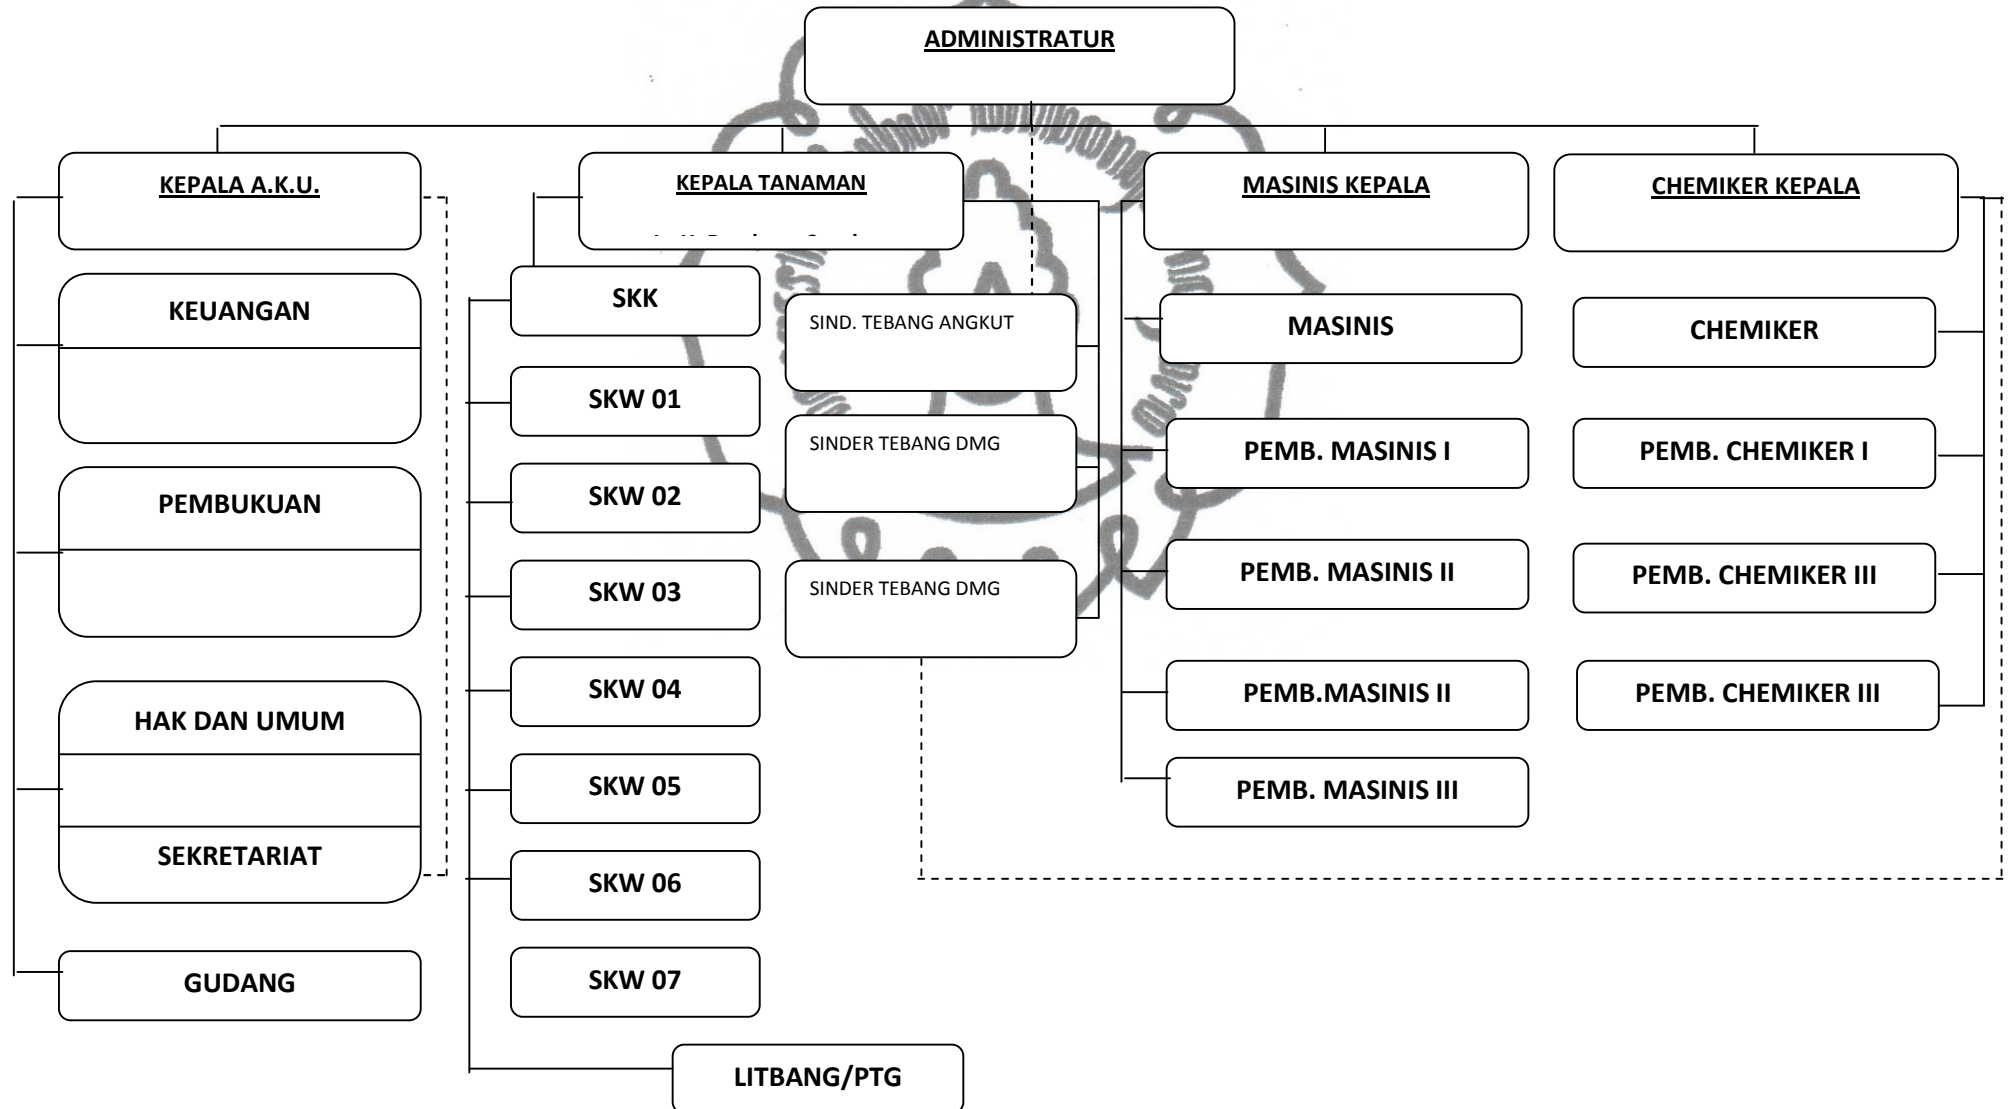 ADMINISTRATUR
KEPALA A.K.U.
KEPALA TANAMAN
MASINIS KEPALA
CHEMIKER KEPALA
KEUANGAN
PEMBUKUAN
HAK DAN UMUM
SEKRETARIAT
GUDANG
SKK
SKW 01
SKW 02
SKW 03
SKW 04
SKW 05
SKW 06
SKW 07
LITBANG/PTG
SIND. TEBANG ANGKUT
SINDER TEBANG DMG
SINDER TEBANG DMG
MASINIS
PEMB. MASINIS I
PEMB. MASINIS II
PEMB.MASINIS II
PEMB. MASINIS III
CHEMIKER
PEMB. CHEMIKER I
PEMB. CHEMIKER III
PEMB. CHEMIKER III